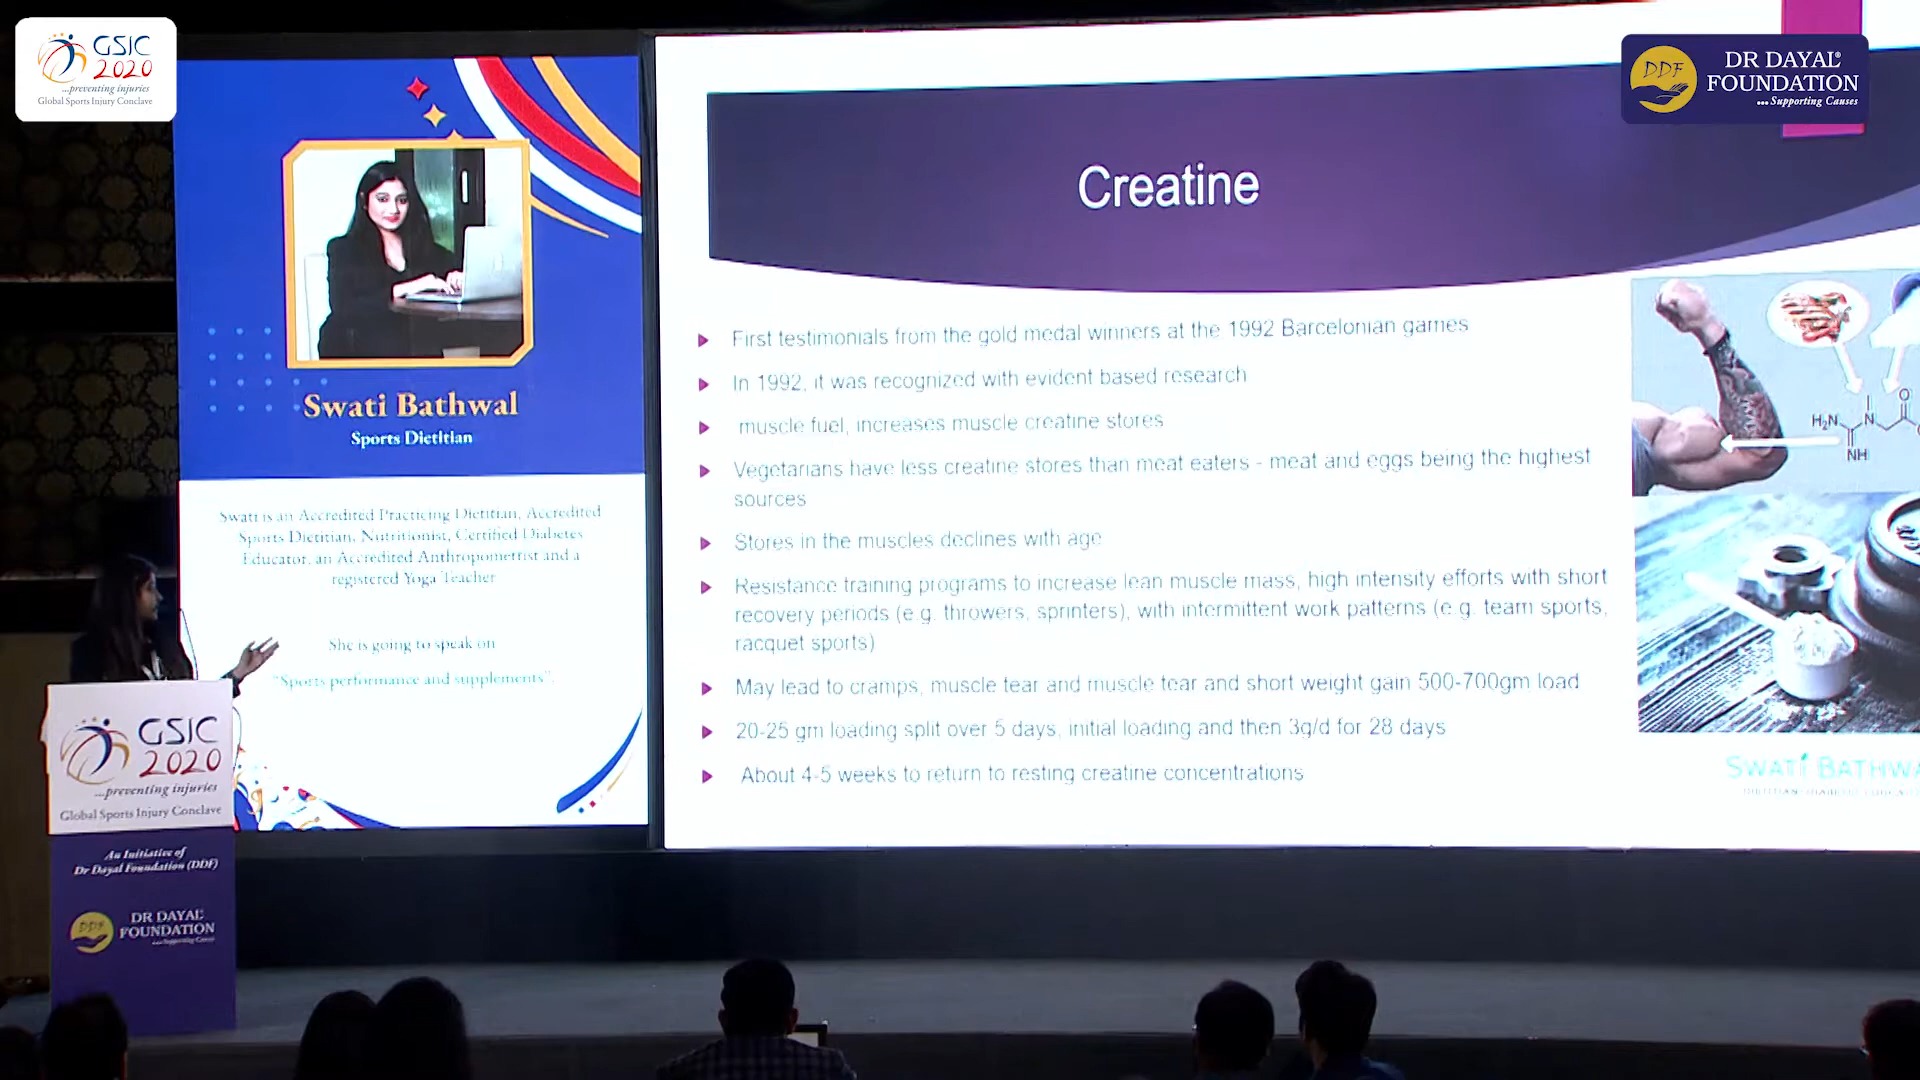 GSIC
2020
...preventing injuries
Global Sports Injury Conclave
DDF
DR DAYAL®
FOUNDATION
...Supporting Causes
Swati Bathwal
Sports Dietitian
Swati is an Accredited Practicing Dietitian, Accredited
Sports Dietitian, Nutritionist, Certified Diabetes
Educator, an Accredited Anthropometrist and a
registered Yoga Teacher
She is going to speak on
"Sports performance and supplements".
Creatine
First testimonials from the gold medal winners at the 1992 Barcelonian games
In 1992, it was recognized with evident based research
muscle fuel, increases muscle creatine stores
Vegetarians have less creatine stores than meat eaters - meat and eggs being the highest
sources
Stores in the muscles declines with age
Resistance training programs to increase lean muscle mass, high intensity efforts with short
recovery periods (e.g. throwers, sprinters), with intermittent work patterns (e.g. team sports,
racquet sports)
May lead to cramps, muscle tear and muscle tear and short weight gain 500-700gm load
20-25 gm loading split over 5 days, initial loading and then 3g/d for 28 days
About 4-5 weeks to return to resting creatine concentrations
H₂N
N
O
NH
SWATI BATHWA
GSIC
2020
...preventing injuries
Global Sports Injury Conclave
An Initiative of
Dr Dayal Foundation (DDF)
DDF
DR DAYAL®
FOUNDATION
...Supporting Causes